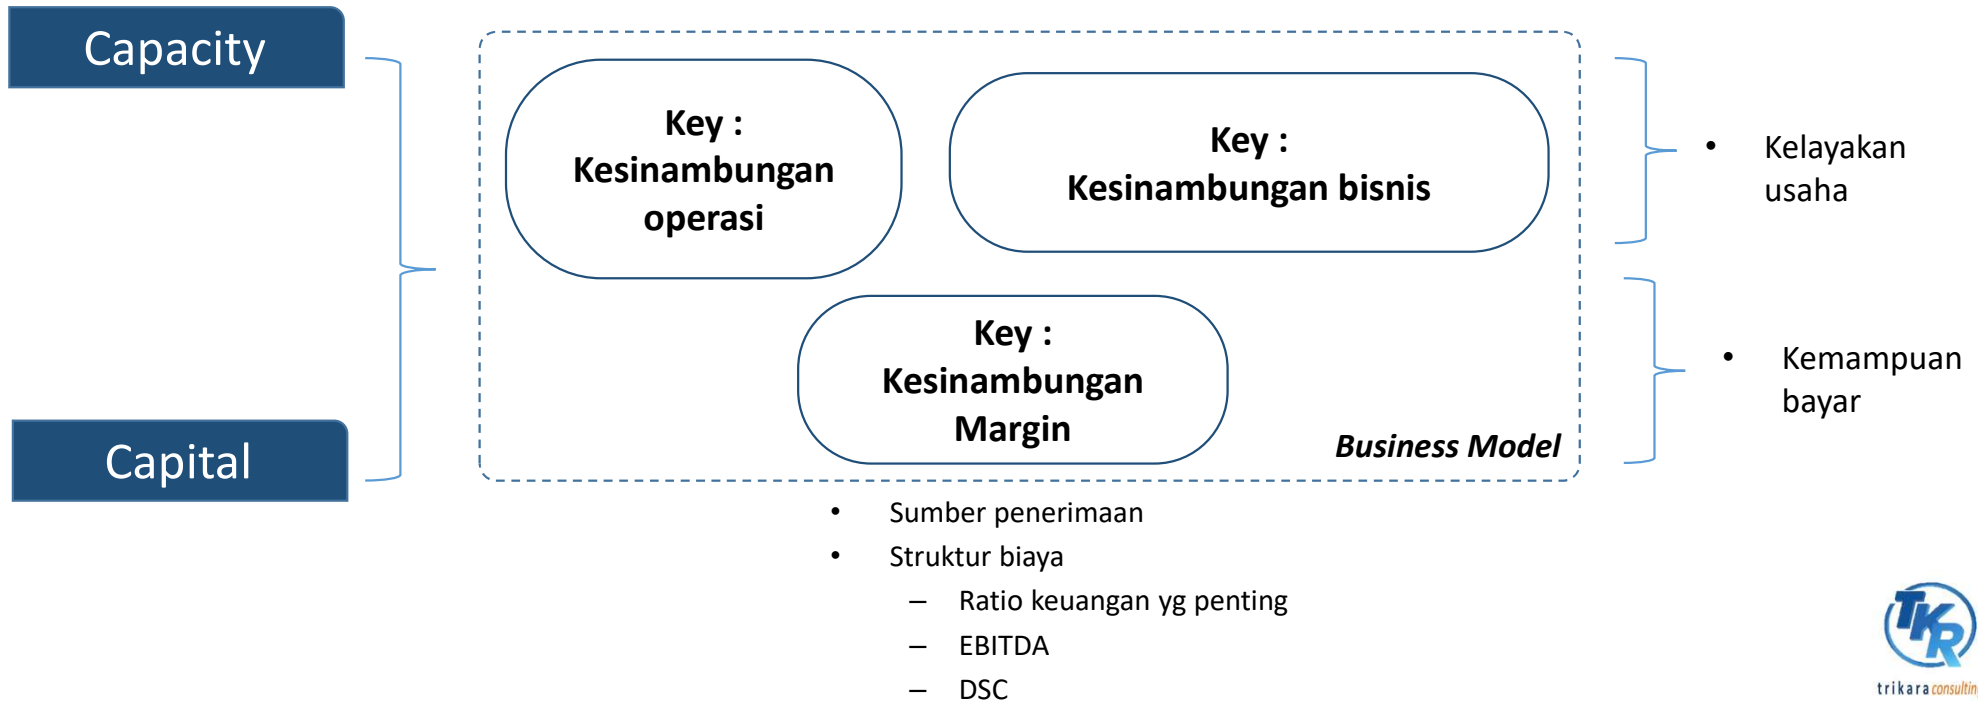 Capacity
Capital
Key :
Kesinambungan
operasi
Key :
Kesinambungan bisnis
Key :
Kesinambungan
Margin
Business Model
• Kelayakan
usaha
• Kemampuan
bayar
• Sumber penerimaan
• Struktur biaya
– Ratio keuangan yg penting
– EBITDA
– DSC
TKR
trikara consultin